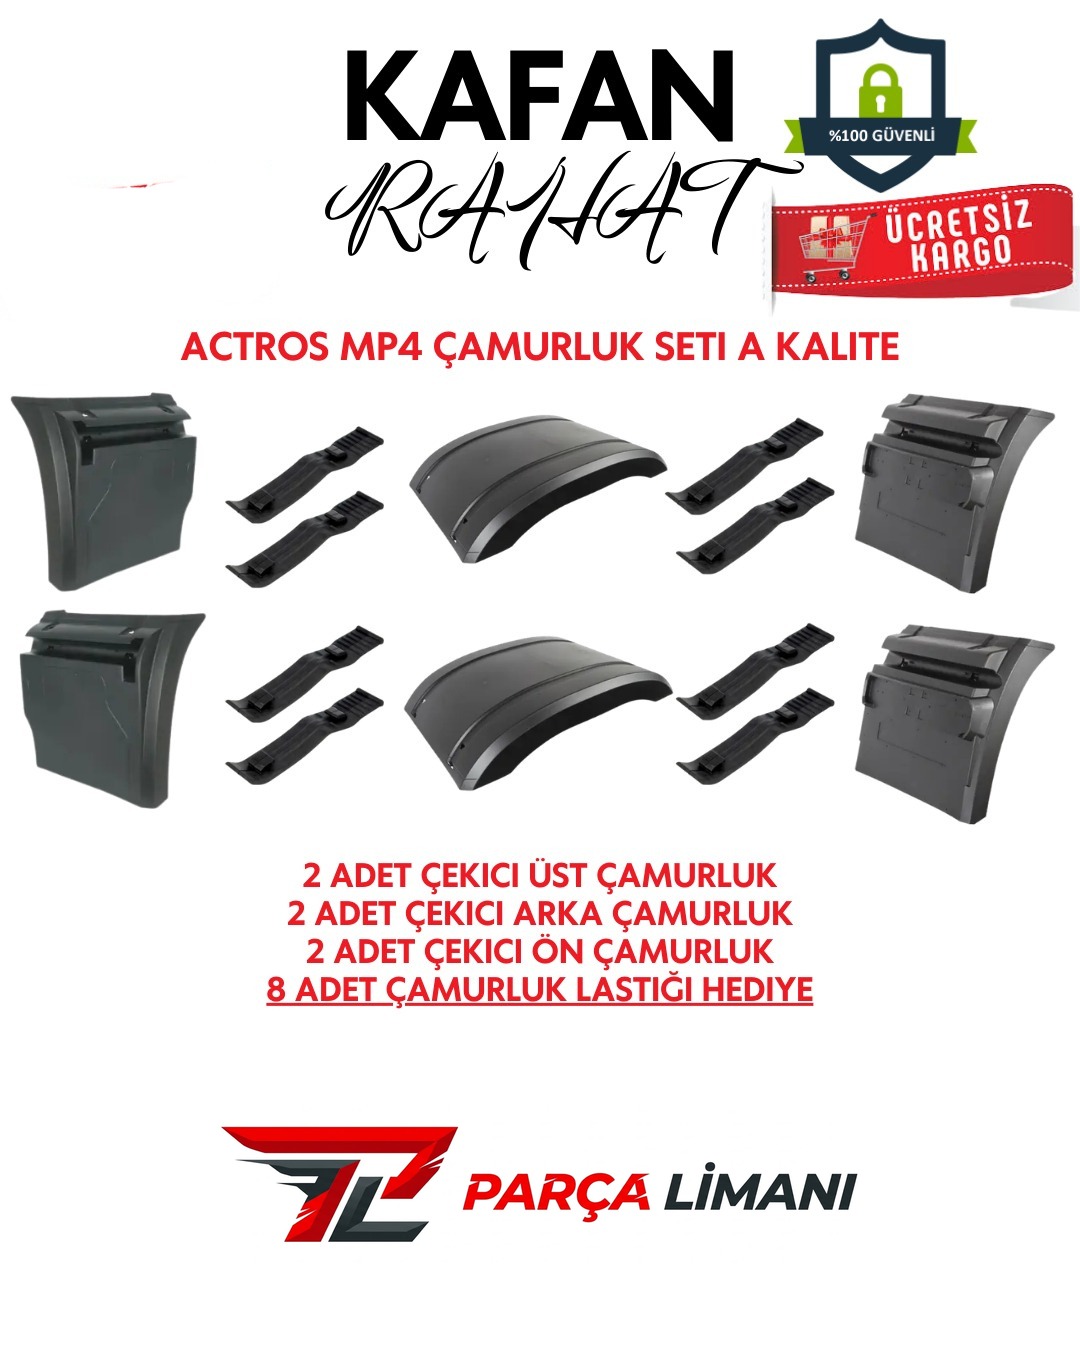 KAFAN
RAHAT
%100 GÜVENLİ
ÜCRETSİZ
KARGO
ACTROS MP4 ÇAMURLUK SETI A KALITE
2 ADET ÇEKICI ÜST ÇAMURLUK
2 ADET ÇEKICI ARKA ÇAMURLUK
2 ADET ÇEKICI ÖN ÇAMURLUK
8 ADET ÇAMURLUK LASTIĞI HEDIYE
PARÇA LİMANI